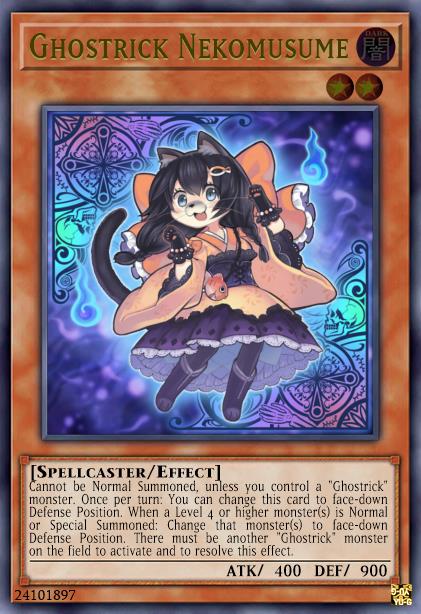 GHOSTRICK NEKOMUSUME
DARK
闇
[SPELLCASTER/EFFECT]
Cannot be Normal Summoned, unless you control a "Ghostrick"
monster. Once per turn: You can change this card to face-down
Defense Position. When a Level 4 or higher monster(s) is Normal
or Special Summoned: Change that monster(s) to face-down
Defense Position. There must be another "Ghostrick" monster
on the field to activate and to resolve this effect.
ATK/ 400 DEF/ 900
24101897